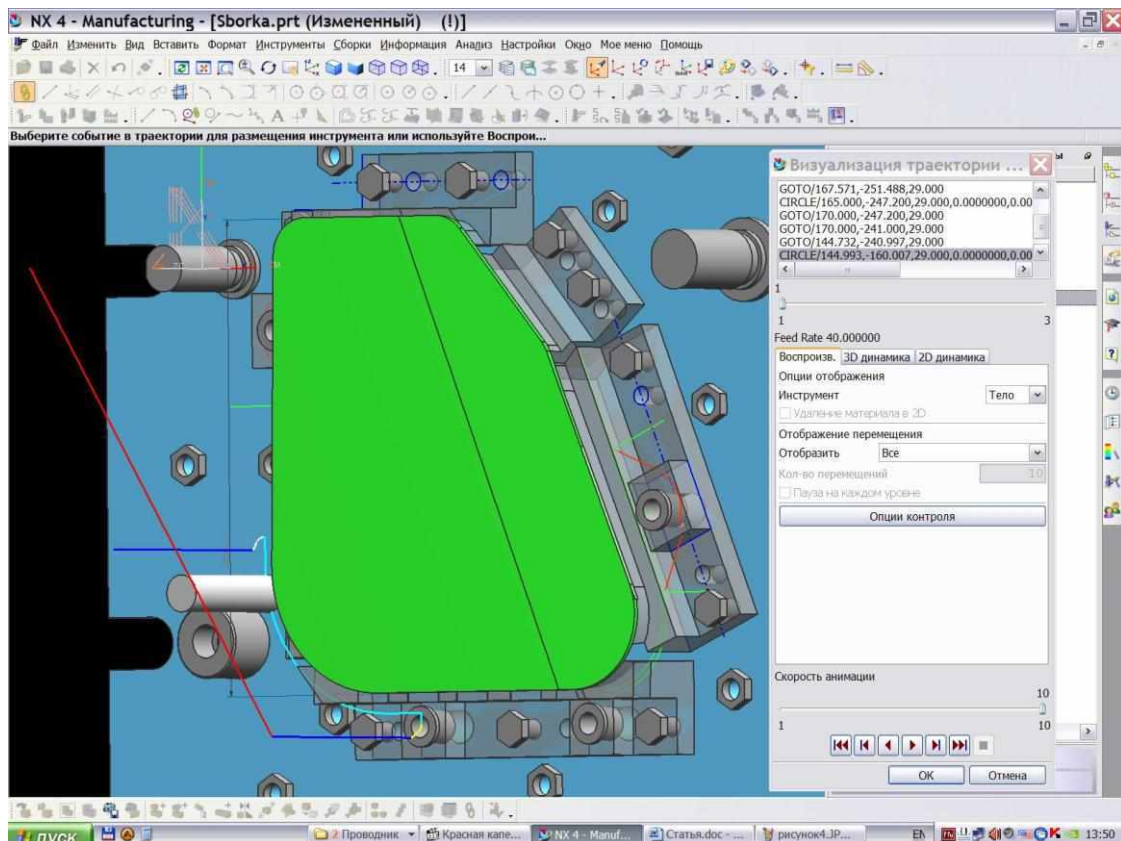 NX 4 - Manufacturing - [Sborka.prt (Измененный) (!)]
Файл Изменить Вид Вставить Формат Инструменты Сборки Информация Анализ Настройки Окно Мое меню Помощь
14
Выберите событие в траектории для размещения инструмента или используйте Воспрои...
Визуализация траектории ...
GOTO/167.571,-251.488,29.000
CIRCLE/165.000,-247.200,29.000,0.0000000,0.00
GOTO/170.000,-247.200,29.000
GOTO/170.000,-241.000,29.000
GOTO/144.732,-240.997,29.000
CIRCLE/144.993,-160.007,29.000,0.0000000,0.00
1
1 3
Feed Rate 40.000000
Воспроизв. 3D динамика 2D динамика
Опции отображения
Инструмент Тело
Удаление материала в 2D
Отображение перемещения
Отобразить Все
Кол-во перемещений 10
Пауза на каждом уровне
Опции контроля
Скорость анимации
10
1 10
OK Отмена
пуск 2 Проводник Красная капе... NX 4 - Manuf... Статья.doc - ... рисунок4.JP... EN 13:50